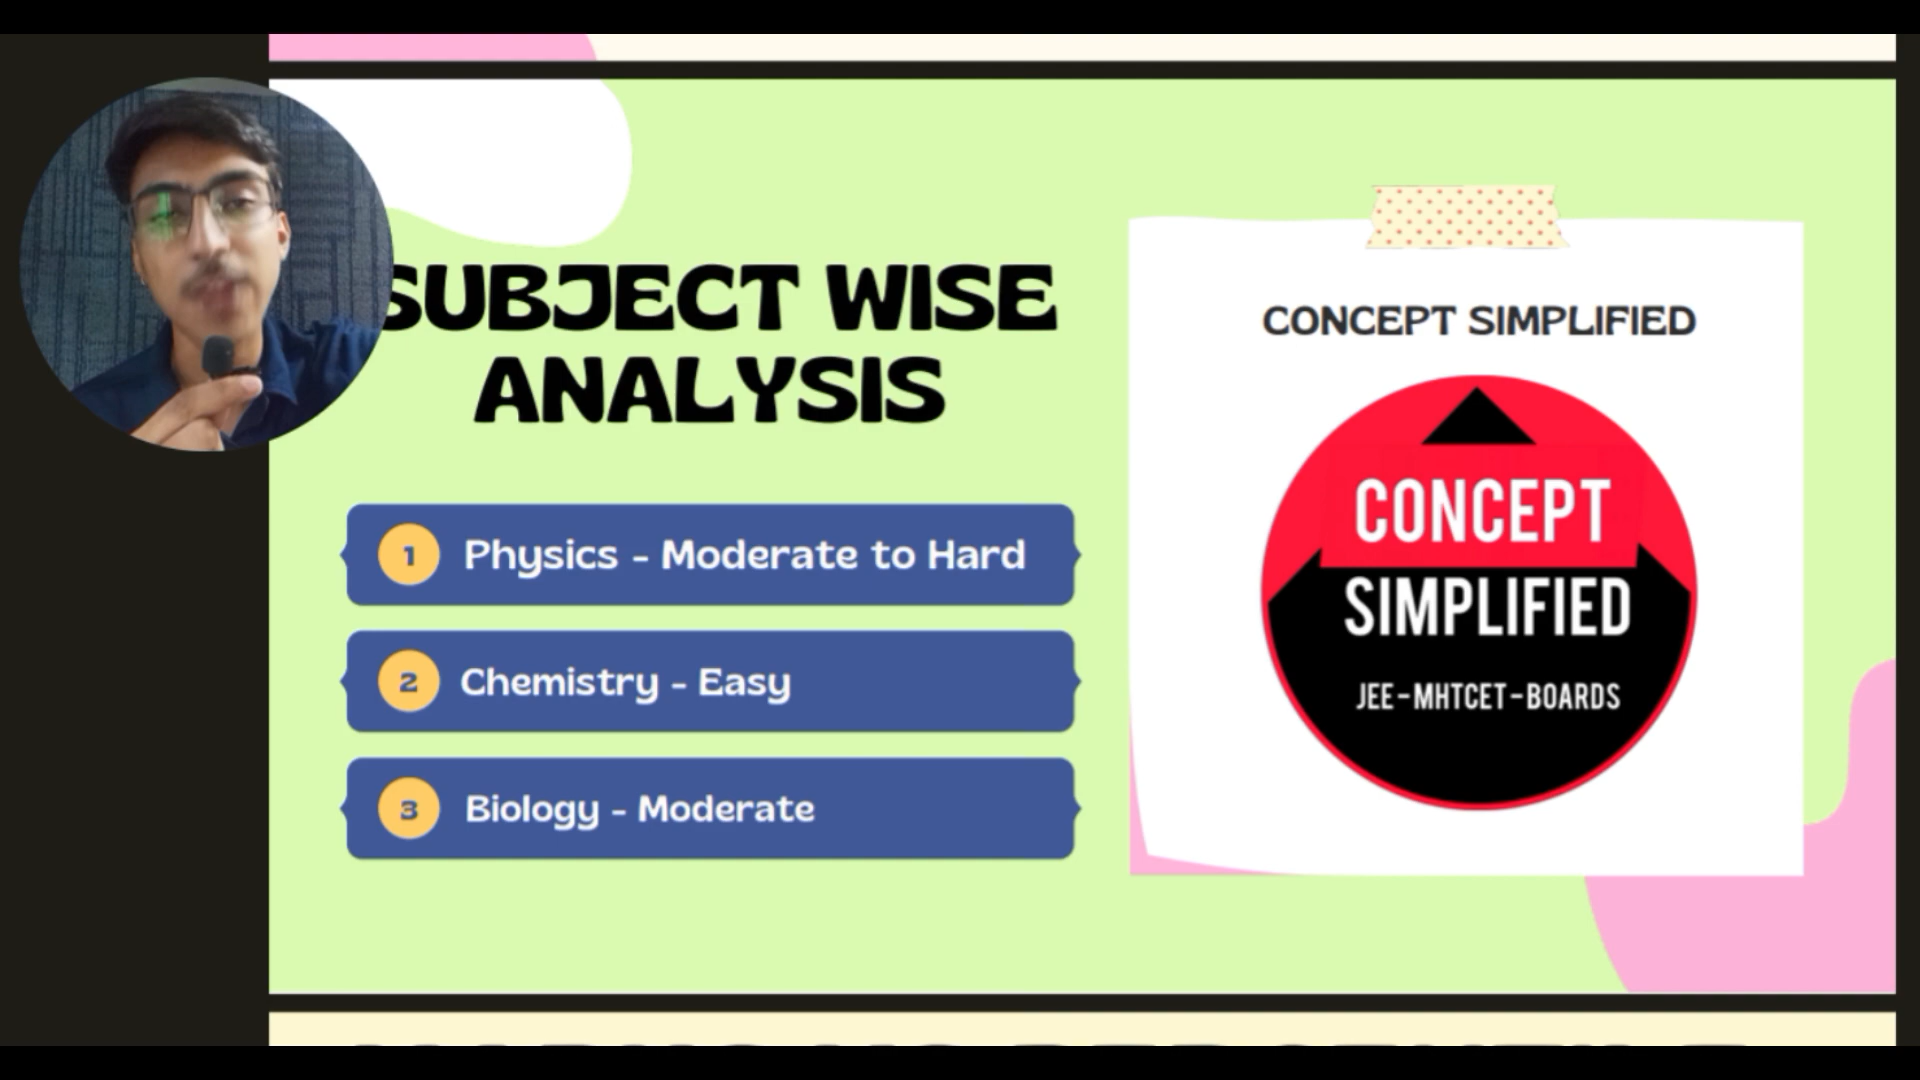 SUBJECT WISE
ANALYSIS
1 Physics - Moderate to Hard
2 Chemistry - Easy
3 Biology - Moderate
CONCEPT SIMPLIFIED
CONCEPT
SIMPLIFIED
JEE-MHTCET-BOARDS